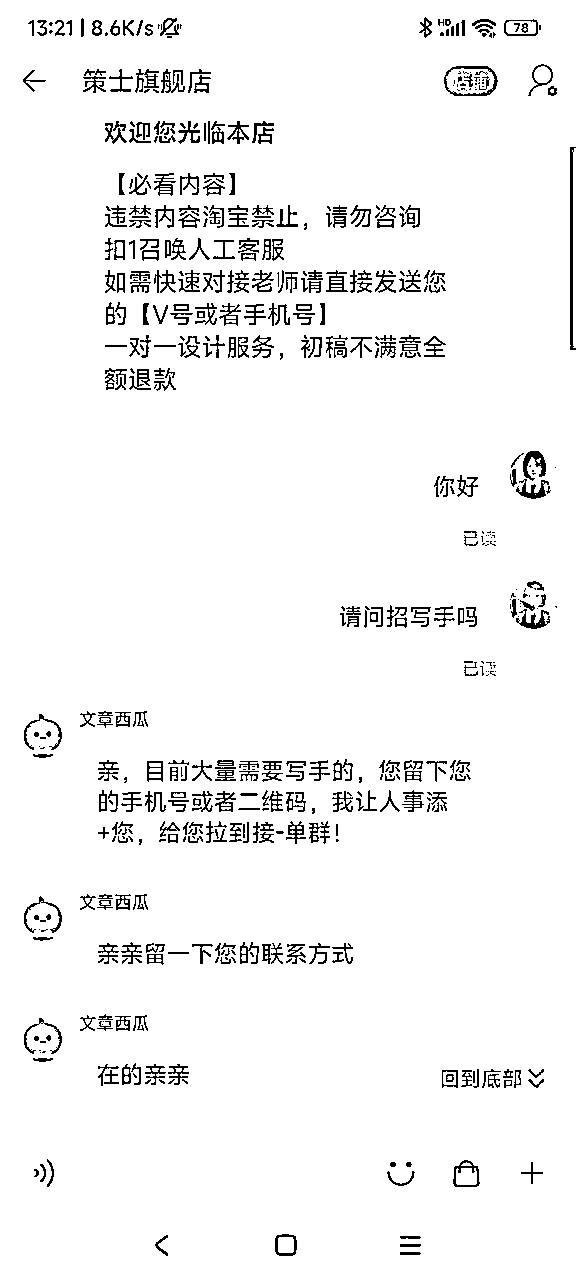 13:21 | 8.6K/s
HD
78
策士旗舰店
店铺
欢迎您光临本店
【必看内容】
违禁内容淘宝禁止，请勿咨询
扣1召唤人工客服
如需快速对接老师请直接发送您
的【V号或者手机号】
一对一设计服务，初稿不满意全
额退款
你好
已读
请问招写手吗
已读
文章西瓜
亲，目前大量需要写手的，您留下您
的手机号或者二维码，我让人事添
+您，给您拉到接-单群！
文章西瓜
亲亲留一下您的联系方式
文章西瓜
在的亲亲
回到底部